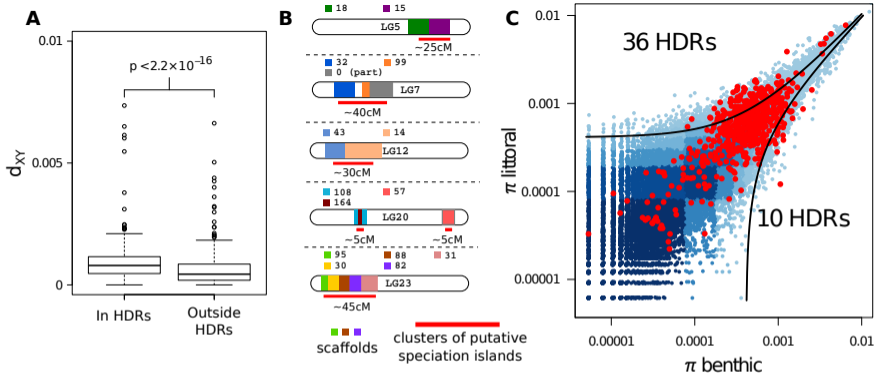 A
0.01
0.005
0
d_XY
p <2.2×10^−16
In HDRs
Outside
HDRs
B
18 15
LG5
~25cM
32 99
0 (part)
LG7
~40cM
43 14
LG12
~30cM
108 57
164
LG20
~5cM ~5cM
95 88 31
30 82
LG23
~45cM
scaffolds
clusters of putative
speciation islands
C
36 HDRs
10 HDRs
0.01
0.001
0.0001
0.00001
π littoral
0.00001 0.0001 0.001 0.01
π benthic